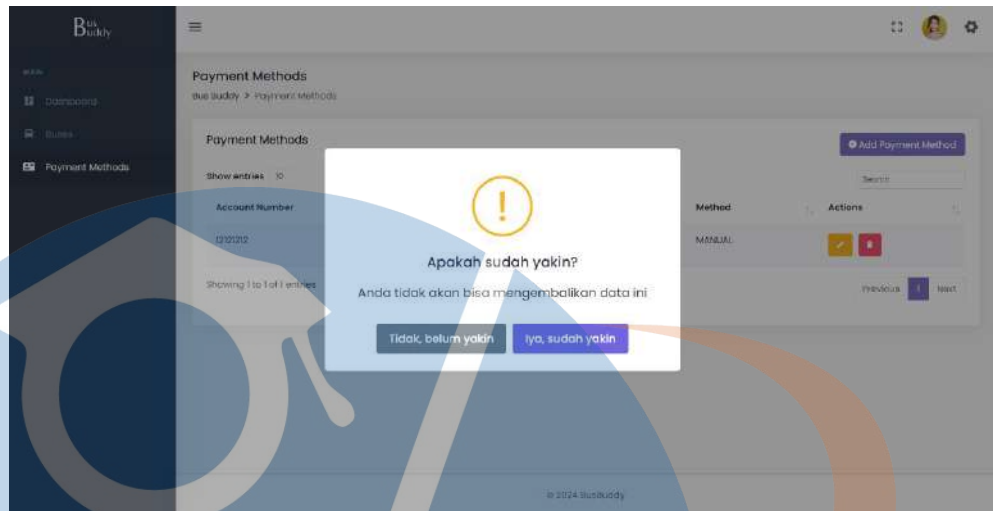 Bus
Buddy
MAIN
Dashboard
Buses
Payment Methods
Payment Methods
Bus Buddy > Payment Methods
Payment Methods
Add Payment Method
Show entries 10
Search
Account Number
Method
Actions
12121212
MANUAL
Showing 1 to 1 of 1 entries
Previous 1 Next
!
Apakah sudah yakin?
Anda tidak akan bisa mengembalikan data ini
Tidak, belum yakin
Iya, sudah yakin
© 2024 BusBuddy